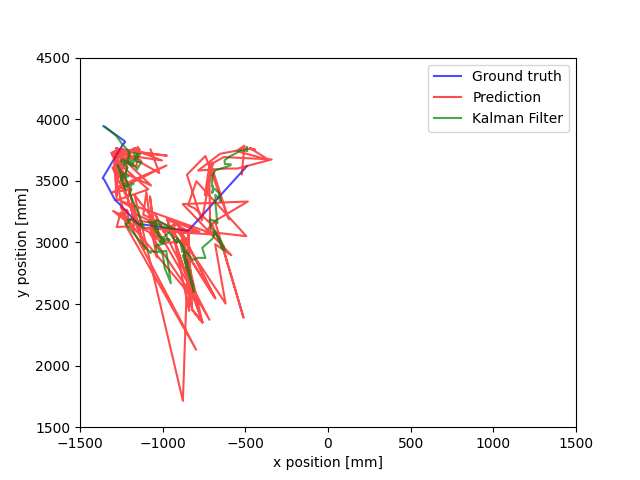 Ground truth
Prediction
Kalman Filter
4500
4000
3500
3000
2500
2000
1500
y position [mm]
−1500
−1000
−500
0
500
1000
1500
x position [mm]